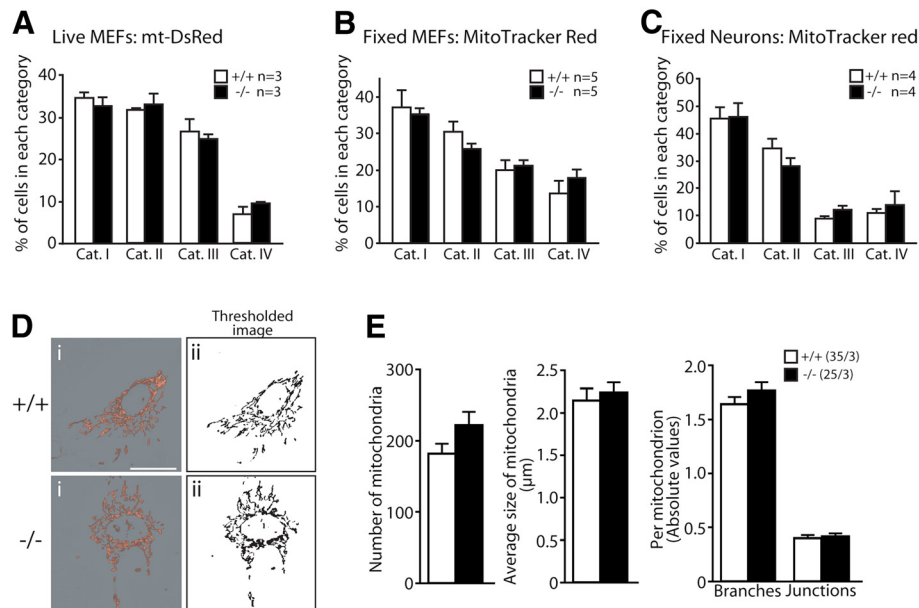 A Live MEFs: mt-DsRed
% of cells in each category
40
30
20
10
0
+/+ n=3
-/- n=3
Cat. I Cat. II Cat. III Cat. IV
B Fixed MEFs: MitoTracker Red
% of cells in each category
40
30
20
10
0
+/+ n=5
-/- n=5
Cat. I Cat. II Cat. III Cat. IV
C Fixed Neurons: MitoTracker red
% of cells in each category
60
50
40
30
20
10
0
+/+ n=4
-/- n=4
Cat. I Cat. II Cat. III Cat. IV
D
Thresholded
image
+/+
i
ii
-/-
i
ii
E
Number of mitochondria
300
200
100
0
Average size of mitochondria
(μm)
2.5
2.0
1.5
1.0
0.5
0
Per mitochondrion
(Absolute values)
2.0
1.5
1.0
0.5
0
+/+ (35/3)
-/- (25/3)
Branches Junctions